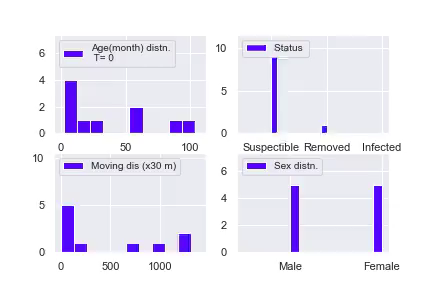 Age(month) distn.
T= 0
6
4
2
0
0
50
100
Status
10
5
0
Suspectible
Removed
Infected
Moving dis (x30 m)
10
5
0
0
500
1000
Sex distn.
6
4
2
0
Male
Female